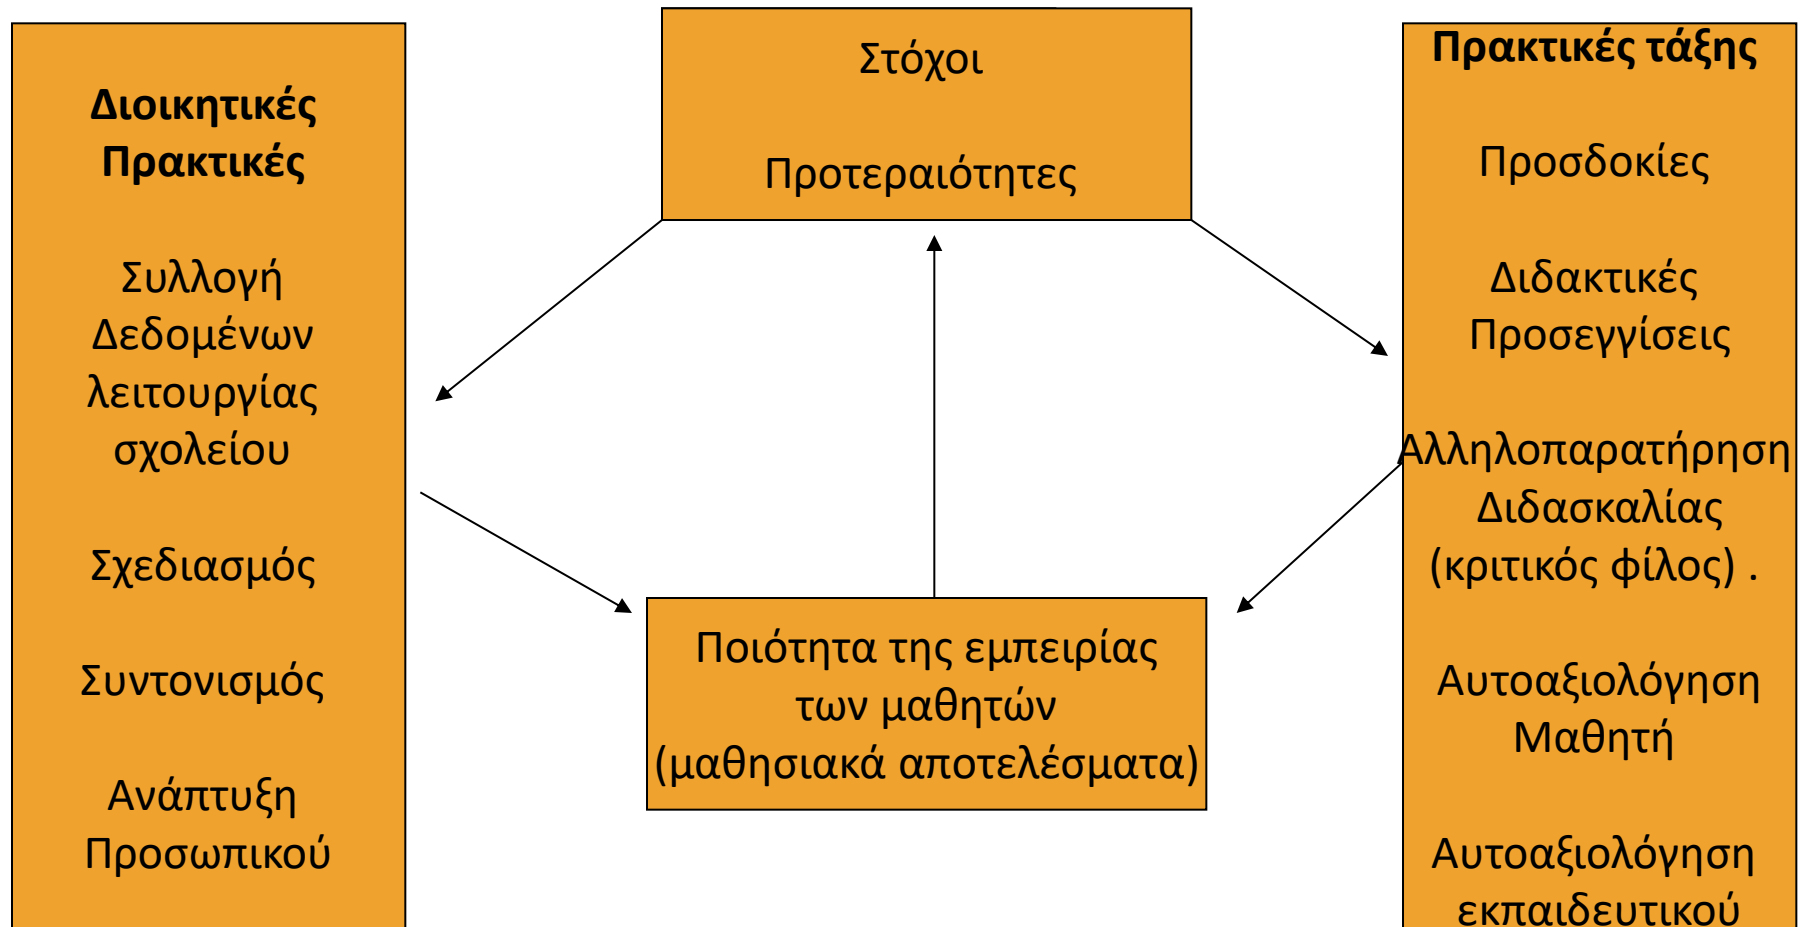 Διοικητικές
Πρακτικές
Συλλογή
Δεδομένων
λειτουργίας
σχολείου
Σχεδιασμός
Συντονισμός
Ανάπτυξη
Προσωπικού
Στόχοι
Προτεραιότητες
Ποιότητα της εμπειρίας
των μαθητών
(μαθησιακά αποτελέσματα)
Πρακτικές τάξης
Προσδοκίες
Διδακτικές
Προσεγγίσεις
Αλληλοπαρατήρηση
Διδασκαλίας
(κριτικός φίλος) .
Αυτοαξιολόγηση
Μαθητή
Αυτοαξιολόγηση
εκπαιδευτικού